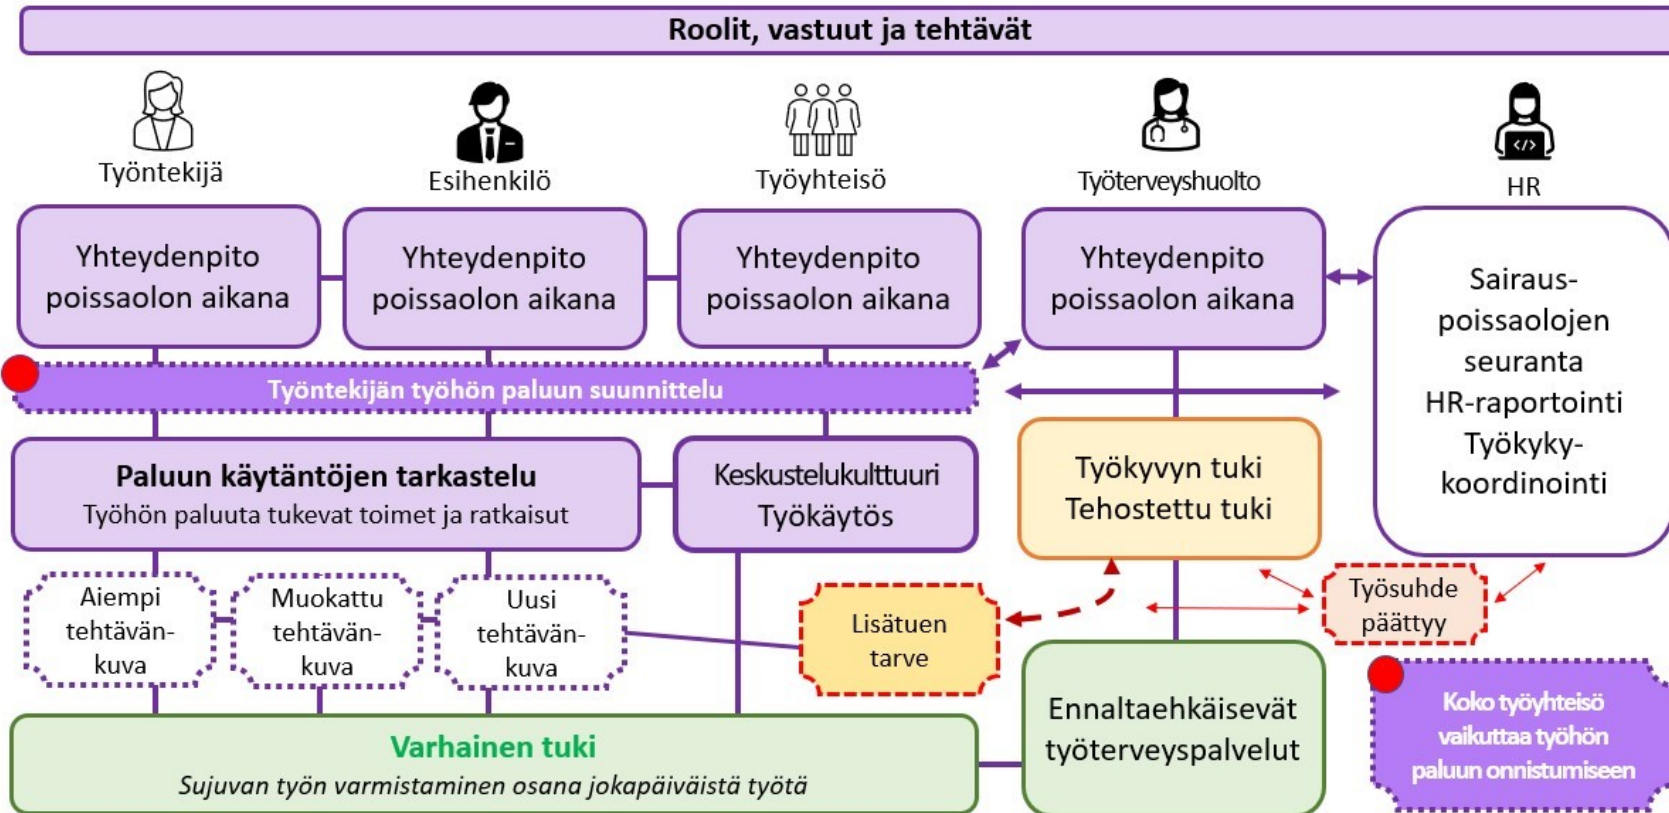 Roolit, vastuut ja tehtävät
Työntekijä
Esihenkilö
Työyhteisö
Työterveyshuolto
HR
Yhteydenpito
poissaolon aikana
Yhteydenpito
poissaolon aikana
Yhteydenpito
poissaolon aikana
Yhteydenpito
poissaolon aikana
Sairaus-
poissaolojen
seuranta
HR-raportointi
Työkyky-
koordinointi
Työntekijän työhön paluun suunnittelu
Paluun käytäntöjen tarkastelu
Työhön paluuta tukevat toimet ja ratkaisut
Keskustelukulttuuri
Työkäytös
Työkyvyn tuki
Tehostettu tuki
Aiempi
tehtävän-
kuva
Muokattu
tehtävän-
kuva
Uusi
tehtävän-
kuva
Lisätuen
tarve
Työsuhde
päättyy
Varhainen tuki
Sujuvan työn varmistaminen osana jokapäiväistä työtä
Ennaltaehkäisevät
työterveyspalvelut
Koko työyhteisö
vaikuttaa työhön
paluun onnistumiseen